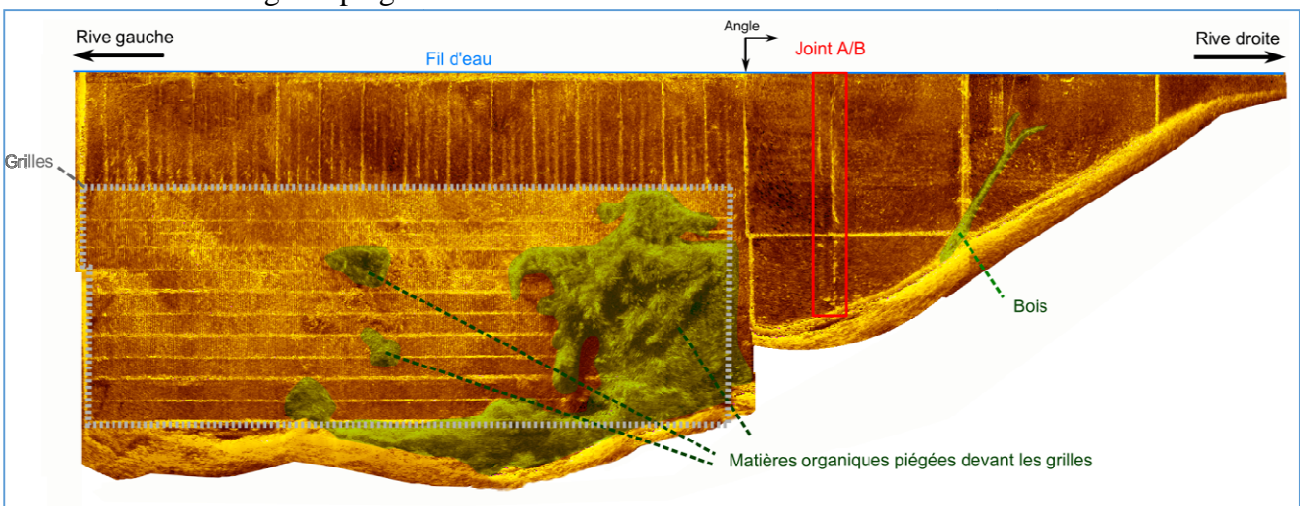 Rive gauche
Angle
Rive droite
Joint A/B
Fil d'eau
Grilles
Bois
Matières organiques piégées devant les grilles